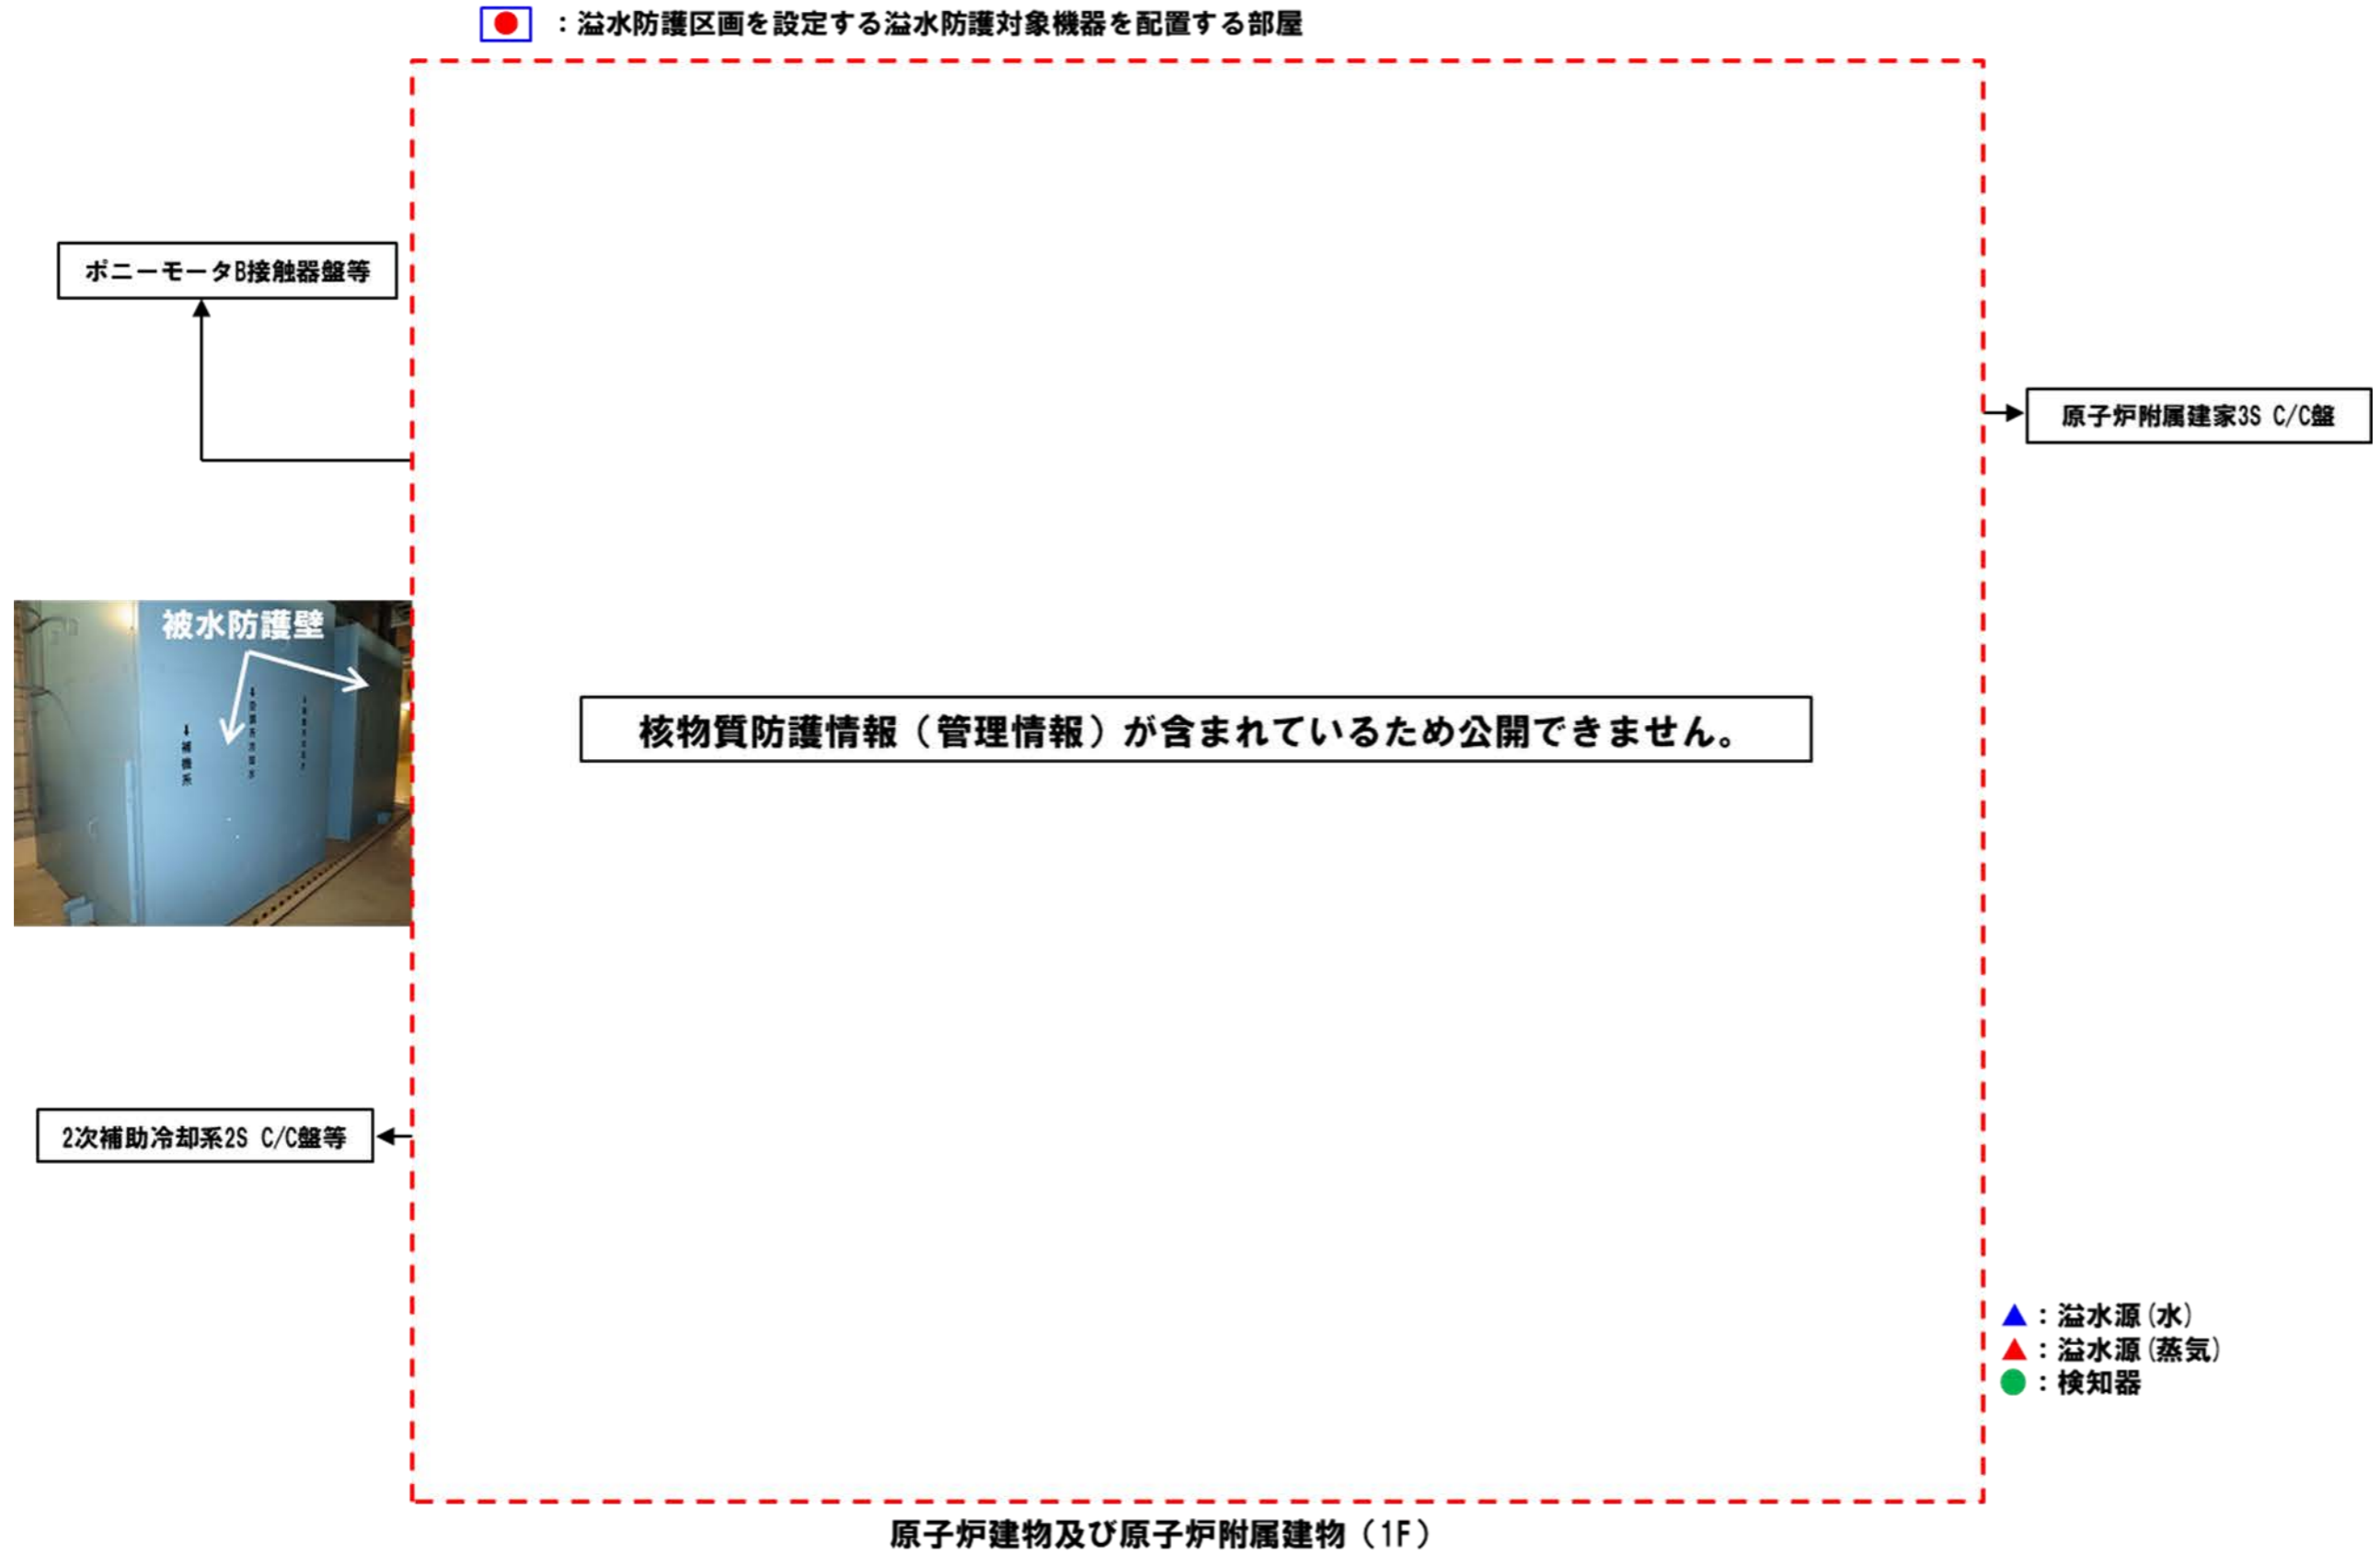 ：溢水防護区画を設定する溢水防護対象機器を配置する部屋
ポニーモータB接触器盤等
原子炉附属建家3S C/C盤
被水防護壁
↓補機系
核物質防護情報（管理情報）が含まれているため公開できません。
2次補助冷却系2S C/C盤等
：溢水源(水)
：溢水源(蒸気)
：検知器
原子炉建物及び原子炉附属建物（1F）